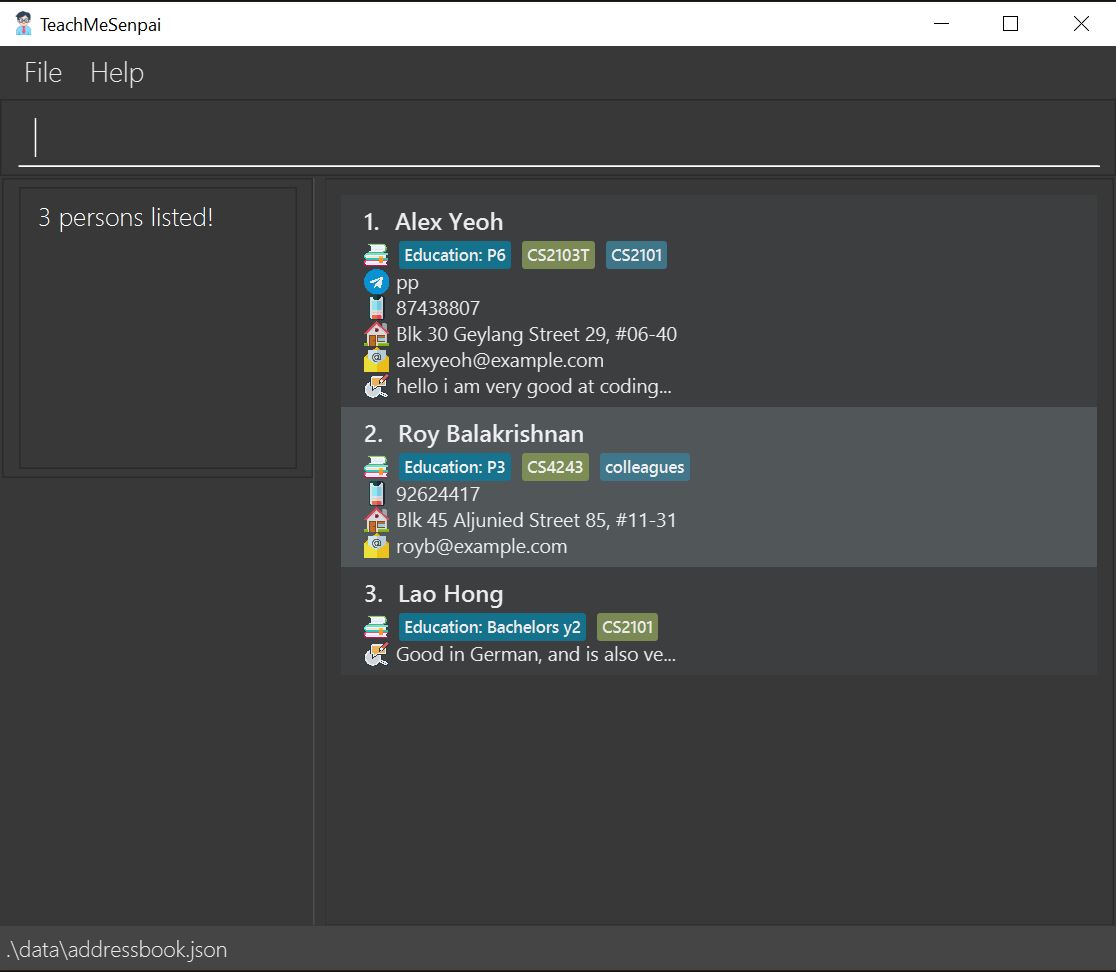 TeachMeSenpai
File Help
3 persons listed!
1. Alex Yeoh
Education: P6 CS2103T CS2101
pp
87438807
Blk 30 Geylang Street 29, #06-40
alexyeoh@example.com
hello i am very good at coding...
2. Roy Balakrishnan
Education: P3 CS4243 colleagues
92624417
Blk 45 Aljunied Street 85, #11-31
royb@example.com
3. Lao Hong
Education: Bachelors y2 CS2101
Good in German, and is also ve...
.\data\addressbook.json